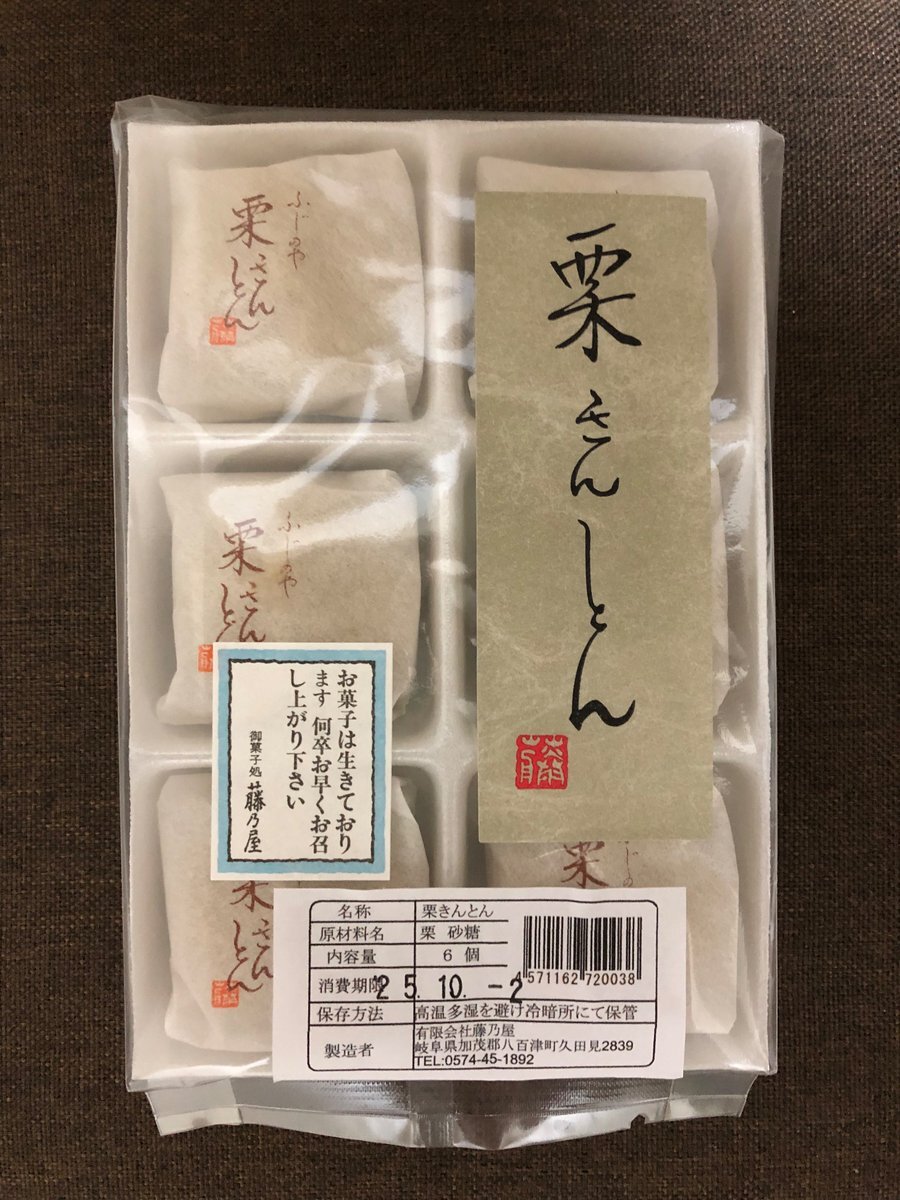 ふじのや
栗きんとん
栗きんとん
藤
ふじのや
栗きんとん
お菓子は生きており
ます 何卒お早くお召
し上がり下さい
御菓子処 藤乃屋
栗きんとん
栗
名称 栗きんとん
原材料名 栗 砂糖
内容量 6 個
消費期限 25.10.-2
4571162720038
保存方法 高温多湿を避け冷暗所にて保管
製造者 有限会社藤乃屋
岐阜県加茂郡八百津町久田見2839
TEL:0574-45-1892